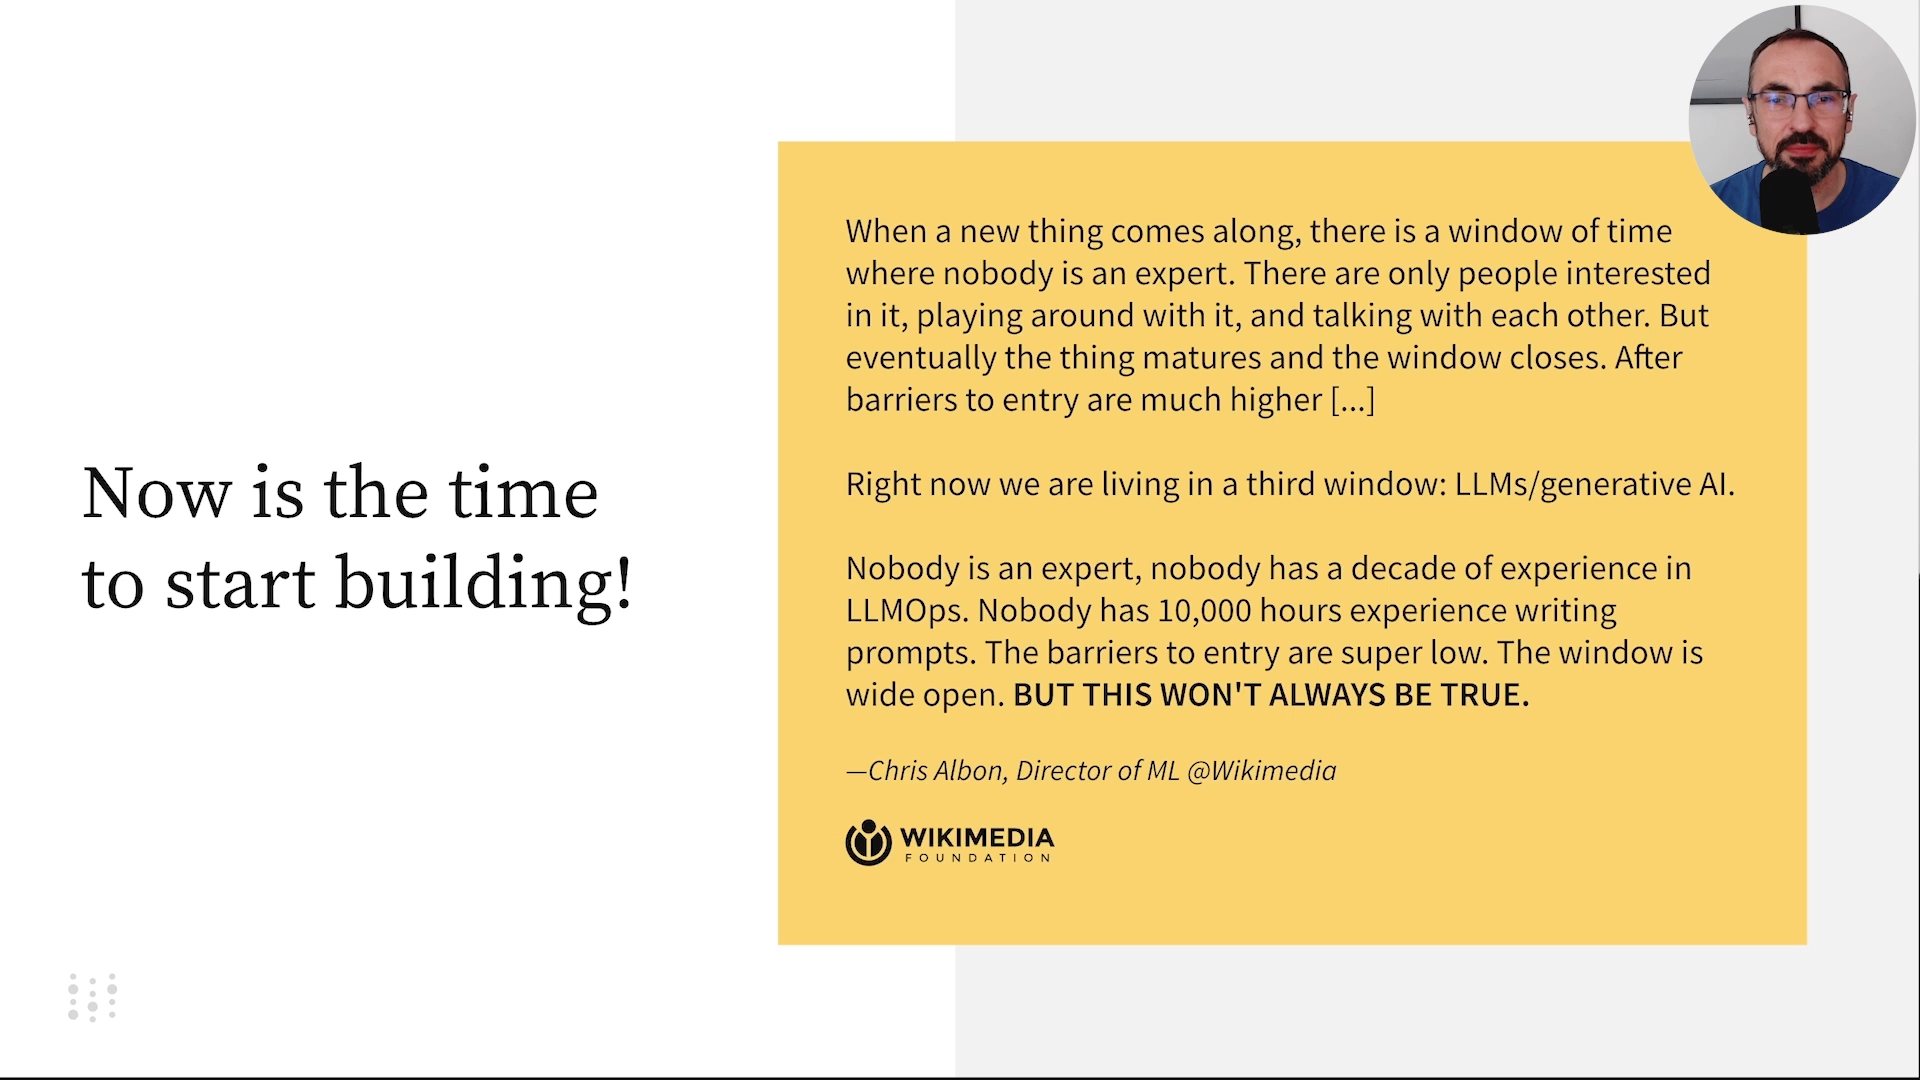 Now is the time
to start building!
When a new thing comes along, there is a window of time
where nobody is an expert. There are only people interested
in it, playing around with it, and talking with each other. But
eventually the thing matures and the window closes. After
barriers to entry are much higher [...]
Right now we are living in a third window: LLMs/generative AI.
Nobody is an expert, nobody has a decade of experience in
LLMOps. Nobody has 10,000 hours experience writing
prompts. The barriers to entry are super low. The window is
wide open. BUT THIS WON'T ALWAYS BE TRUE.
—Chris Albon, Director of ML @Wikimedia
WIKIMEDIA
FOUNDATION